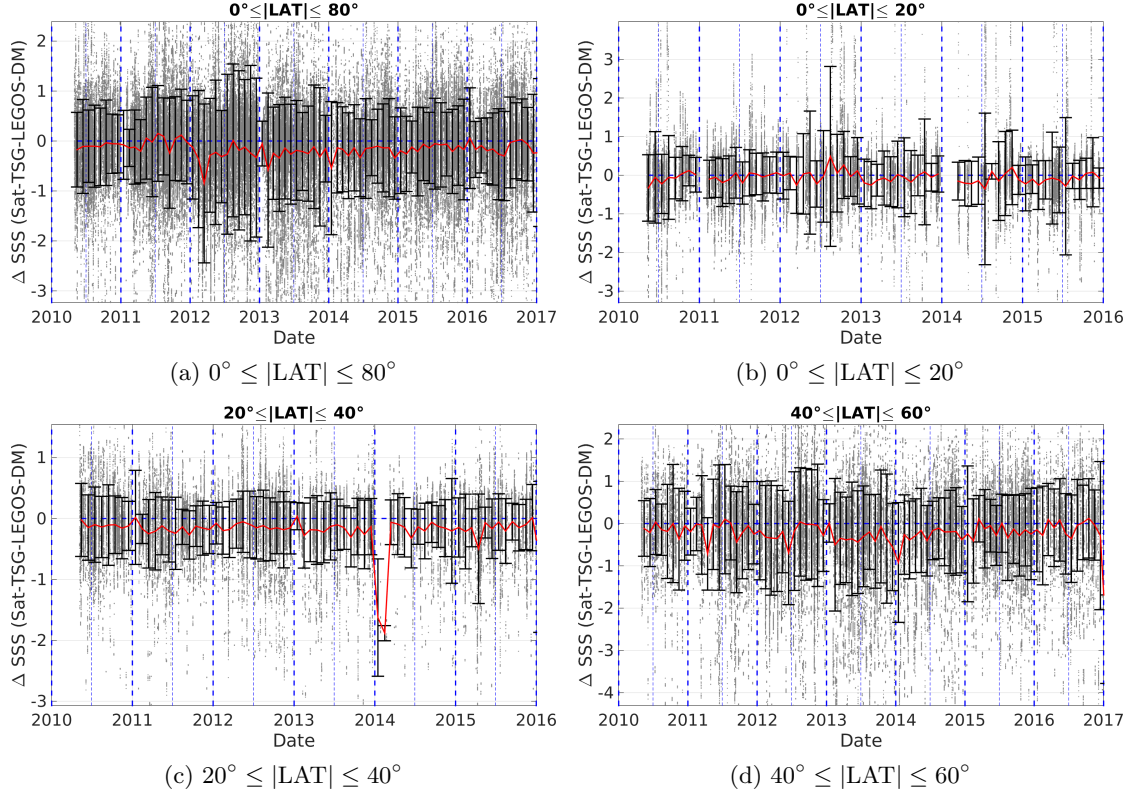 0°≤|LAT|≤ 80°
Δ SSS (Sat-TSG-LEGOS-DM)
2
1
0
-1
-2
-3
2010 2011 2012 2013 2014 2015 2016 2017
Date
(a) 0° ≤ |LAT| ≤ 80°
0°≤|LAT|≤ 20°
Δ SSS (Sat-TSG-LEGOS-DM)
3
2
1
0
-1
-2
-3
2010 2011 2012 2013 2014 2015 2016
Date
(b) 0° ≤ |LAT| ≤ 20°
20°≤|LAT|≤ 40°
Δ SSS (Sat-TSG-LEGOS-DM)
1
0
-1
-2
-3
2010 2011 2012 2013 2014 2015 2016
Date
(c) 20° ≤ |LAT| ≤ 40°
40°≤|LAT|≤ 60°
Δ SSS (Sat-TSG-LEGOS-DM)
2
1
0
-1
-2
-3
-4
2010 2011 2012 2013 2014 2015 2016 2017
Date
(d) 40° ≤ |LAT| ≤ 60°